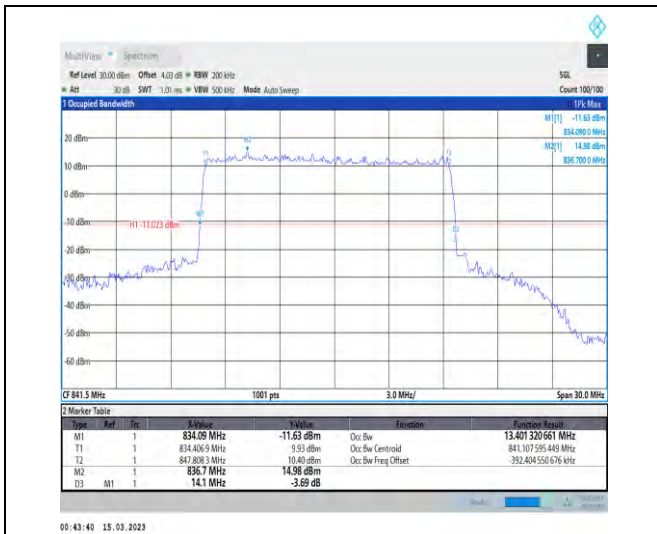 MultiView Spectrum
Ref Level 30.00 dBm Offset 4.03 dB RBW 200 kHz SGL
Att 30 dB SWT 1.01 ms VBW 500 kHz Mode Auto Sweep Count 100/100
1 Occupied Bandwidth 1Pk Max
M1[1] -11.63 dBm
834.090 0 MHz
M2[1] 14.98 dBm
836.700 0 MHz
20 dBm
M2
T1
10 dBm
0 dBm
-10 dBm
M1
H1 -11.023 dBm
D3
-20 dBm
-30 dBm
-40 dBm
-50 dBm
-60 dBm
CF 841.5 MHz 1001 pts 3.0 MHz/ Span 30.0 MHz
2 Marker Table
Type Ref Trc X-Value Y-Value Function Function Result
M1 1 834.09 MHz -11.63 dBm Occ Bw 13.401 320 661 MHz
T1 1 834.406 9 MHz 9.93 dBm Occ Bw Centroid 841.107 595 449 MHz
T2 1 847.808 3 MHz 10.40 dBm Occ Bw Freq Offset -392.404 550 676 kHz
M2 1 836.7 MHz 14.98 dBm
D3 M1 1 14.1 MHz -3.69 dB
00:43:40 15.03.2023